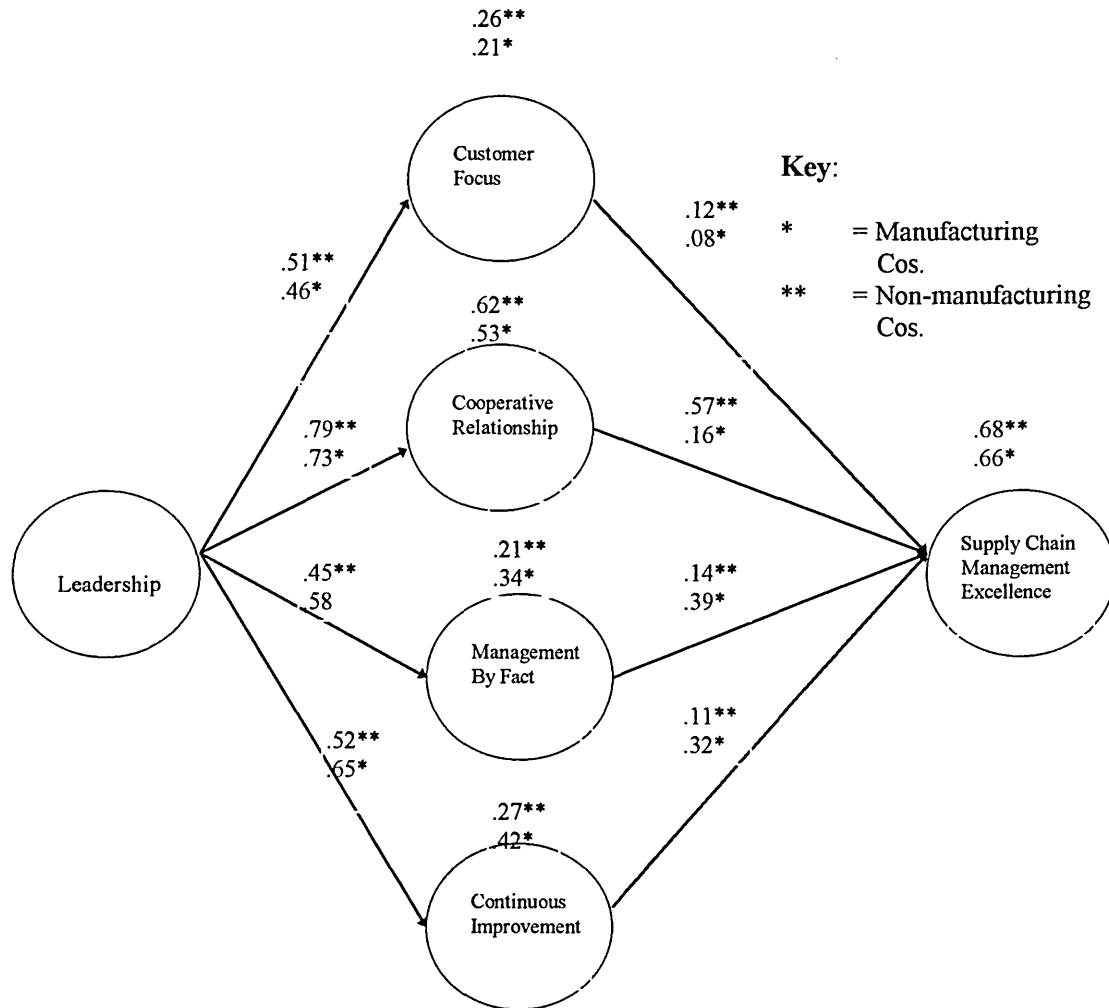 .26**
.21*
Customer
Focus
Key:
.12**
.08*
* = Manufacturing
Cos.
** = Non-manufacturing
Cos.
.51**
.46*
.62**
.53*
Cooperative
Relationship
.79**
.73*
.57**
.16*
.68**
.66*
Leadership
.45**
.58
.21**
.34*
.14**
.39*
Supply Chain
Management
Excellence
Management
By Fact
.52**
.65*
.11**
.32*
.27**
.42*
Continuous
Improvement